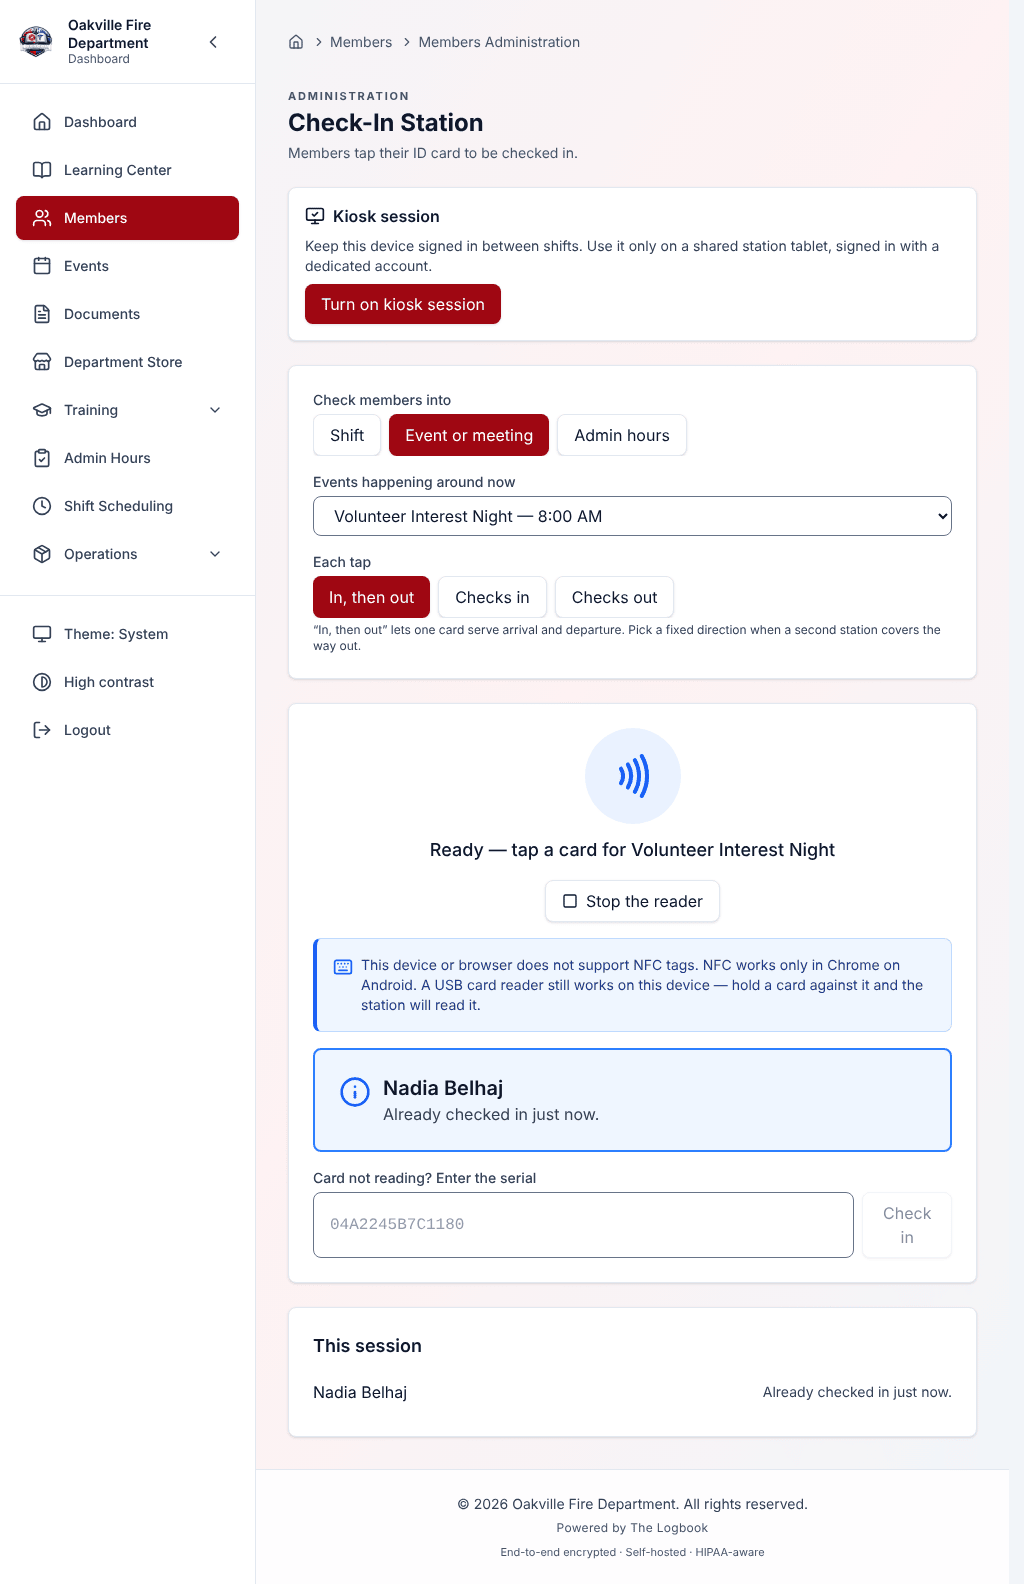 Oakville Fire
Department
Dashboard
Dashboard
Learning Center
Members
Events
Documents
Department Store
Training
Admin Hours
Shift Scheduling
Operations
Theme: System
High contrast
Logout
Members
Members Administration
ADMINISTRATION
Check-In Station
Members tap their ID card to be checked in.
Kiosk session
Keep this device signed in between shifts. Use it only on a shared station tablet, signed in with a
dedicated account.
Turn on kiosk session
Check members into
Shift
Event or meeting
Admin hours
Events happening around now
Volunteer Interest Night — 8:00 AM
Each tap
In, then out
Checks in
Checks out
“In, then out” lets one card serve arrival and departure. Pick a fixed direction when a second station covers the
way out.
Ready — tap a card for Volunteer Interest Night
Stop the reader
This device or browser does not support NFC tags. NFC works only in Chrome on
Android. A USB card reader still works on this device — hold a card against it and the
station will read it.
Nadia Belhaj
Already checked in just now.
Card not reading? Enter the serial
04A2245B7C1180
Check
in
This session
Nadia Belhaj
Already checked in just now.
© 2026 Oakville Fire Department. All rights reserved.
Powered by The Logbook
End-to-end encrypted · Self-hosted · HIPAA-aware